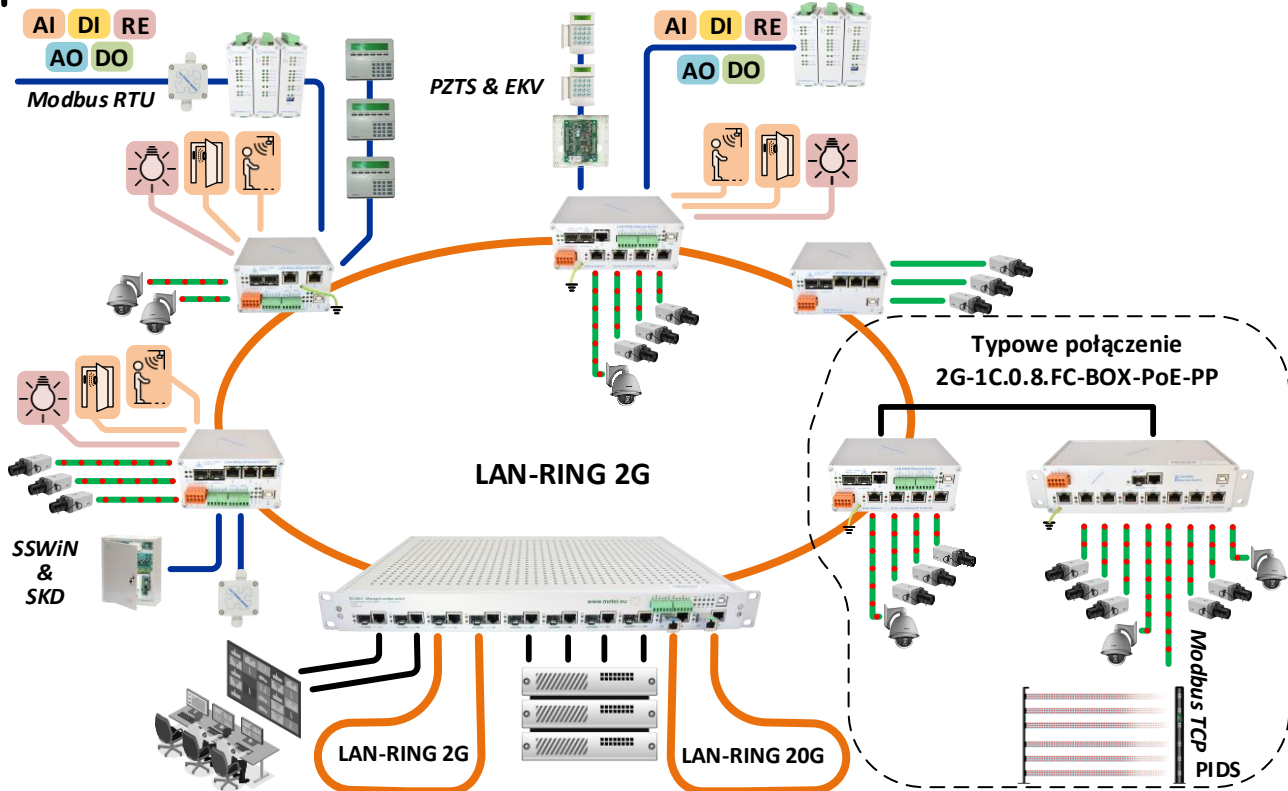 AI DI RE
AO DO
Modbus RTU
PZTS & EKV
AI DI RE
AO DO
Typowe połączenie
2G-1C.0.8.FC-BOX-PoE-PP
LAN-RING 2G
SSWiN
&
SKD
www.metel.eu
LAN-RING 2G
LAN-RING 20G
Modbus TCP
PIDS